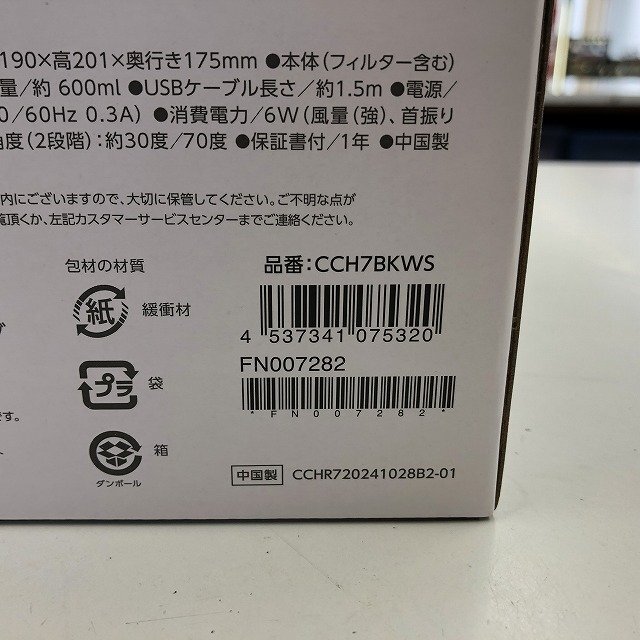 190×高201×奥行き175mm ●本体（フィルター含む）
量/約 600ml ●USBケーブル長さ/約1.5m ●電源/
0/60Hz 0.3A) ●消費電力/6W（風量（強）、首振り
角度（2段階）：約30度/70度 ●保証書付/1年 ●中国製
内にございますので、大切に保管してください。ご不明な点が
覧頂くか、左記カスタマーサービスセンターまでご連絡ください。
包材の材質
品番：CCH7BKWS
紙 緩衝材
4 537341 075320
FN007282
プラ 袋
*FN007282*
です。
箱
ダンボール
中国製 CCHR720241028B2-01